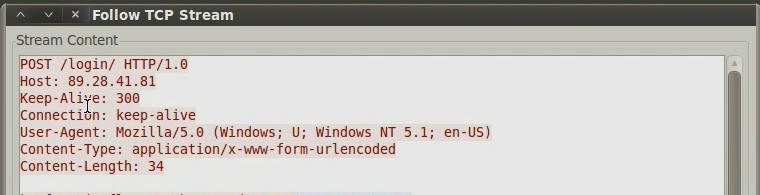 Follow TCP Stream
Stream Content
POST /login/ HTTP/1.0
Host: 89.28.41.81
Keep-Alive: 300
Connection: keep-alive
User-Agent: Mozilla/5.0 (Windows; U; Windows NT 5.1; en-US)
Content-Type: application/x-www-form-urlencoded
Content-Length: 34